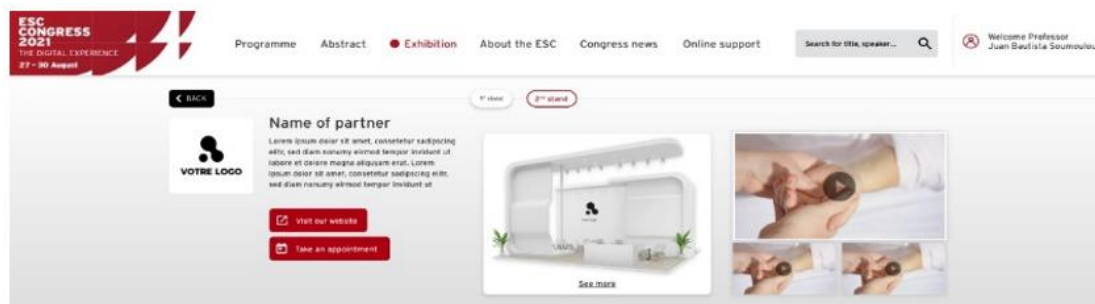 ESC
CONGRESS
2021
THE DIGITAL EXPERIENCE
27 - 30 August
Programme
Abstract
Exhibition
About the ESC
Congress news
Online support
Search for title, speaker...
Welcome Professor
Juan Bautista Soumoulou
BACK
1st stand
2nd stand
VOTRE LOGO
Name of partner
Lorem ipsum dolor sit amet, consetetur sadipscing
elitr, sed diam nonumy eirmod tempor invidunt ut
labore et dolore magna aliquyam erat. Lorem
ipsum dolor sit amet, consetetur sadipscing elitr,
sed diam nonumy eirmod tempor invidunt ut
Visit our website
Take an appointment
See more